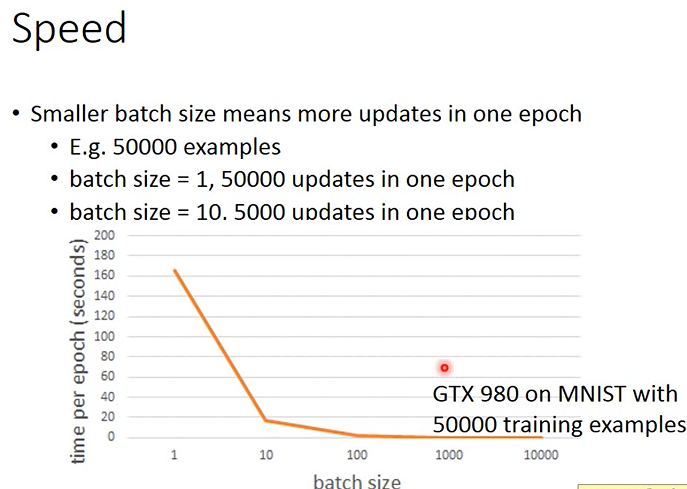 Speed
• Smaller batch size means more updates in one epoch
• E.g. 50000 examples
• batch size = 1, 50000 updates in one epoch
• batch size = 10. 5000 updates in one epoch
time per epoch (seconds)
200
180
160
140
120
100
80
60
40
20
0
GTX 980 on MNIST with
50000 training examples
1 10 100 1000 10000
batch size